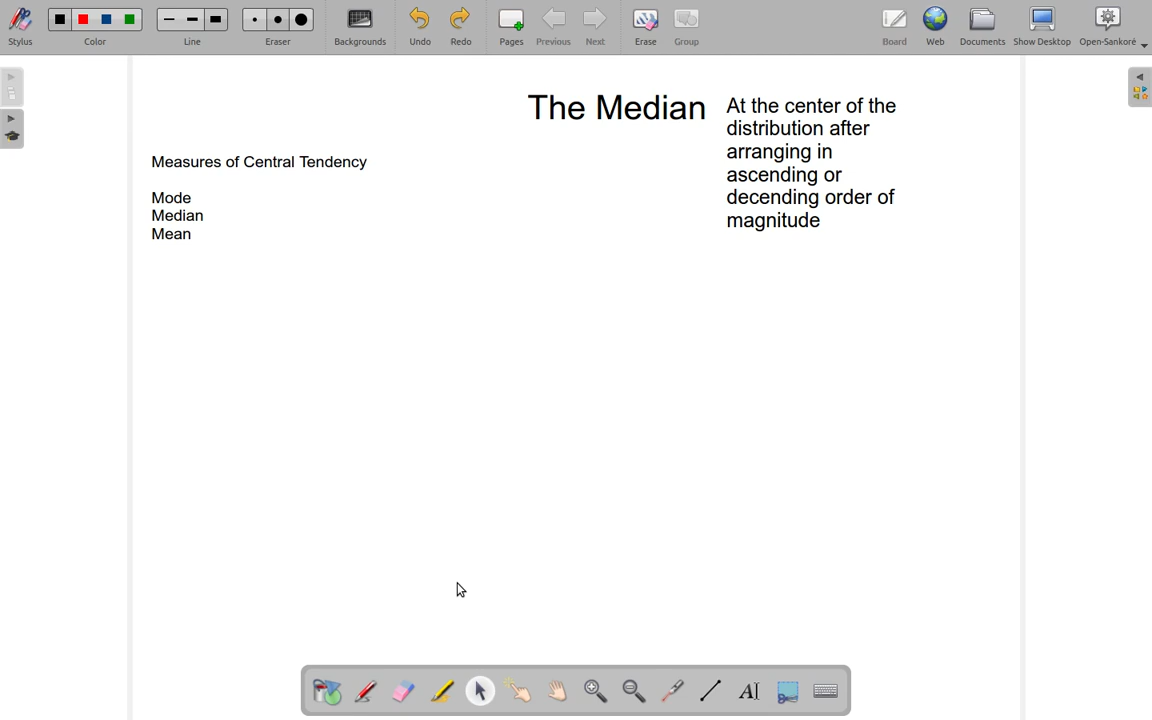 Stylus
Color
Line
Eraser
Backgrounds
Undo
Redo
Pages
Previous
Next
Erase
Group
Board
Web
Documents
Show Desktop
Open-Sankoré
The Median
At the center of the
distribution after
arranging in
ascending or
decending order of
magnitude
Measures of Central Tendency
Mode
Median
Mean
AI